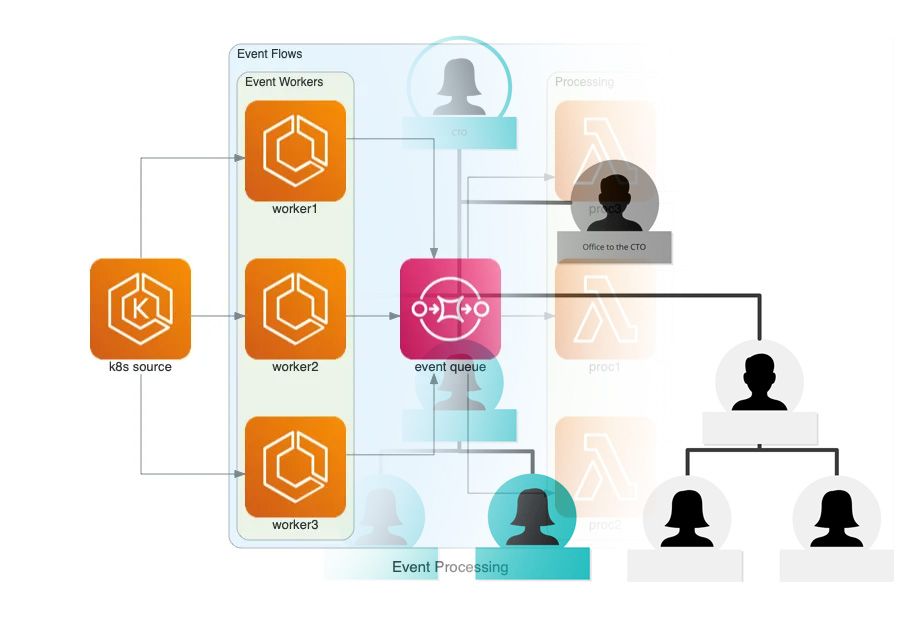 Event Flows
Event Workers
Processing
CTO
worker1
proc3
Office to the CTO
k8s source
worker2
event queue
proc1
worker3
proc2
Event Processing